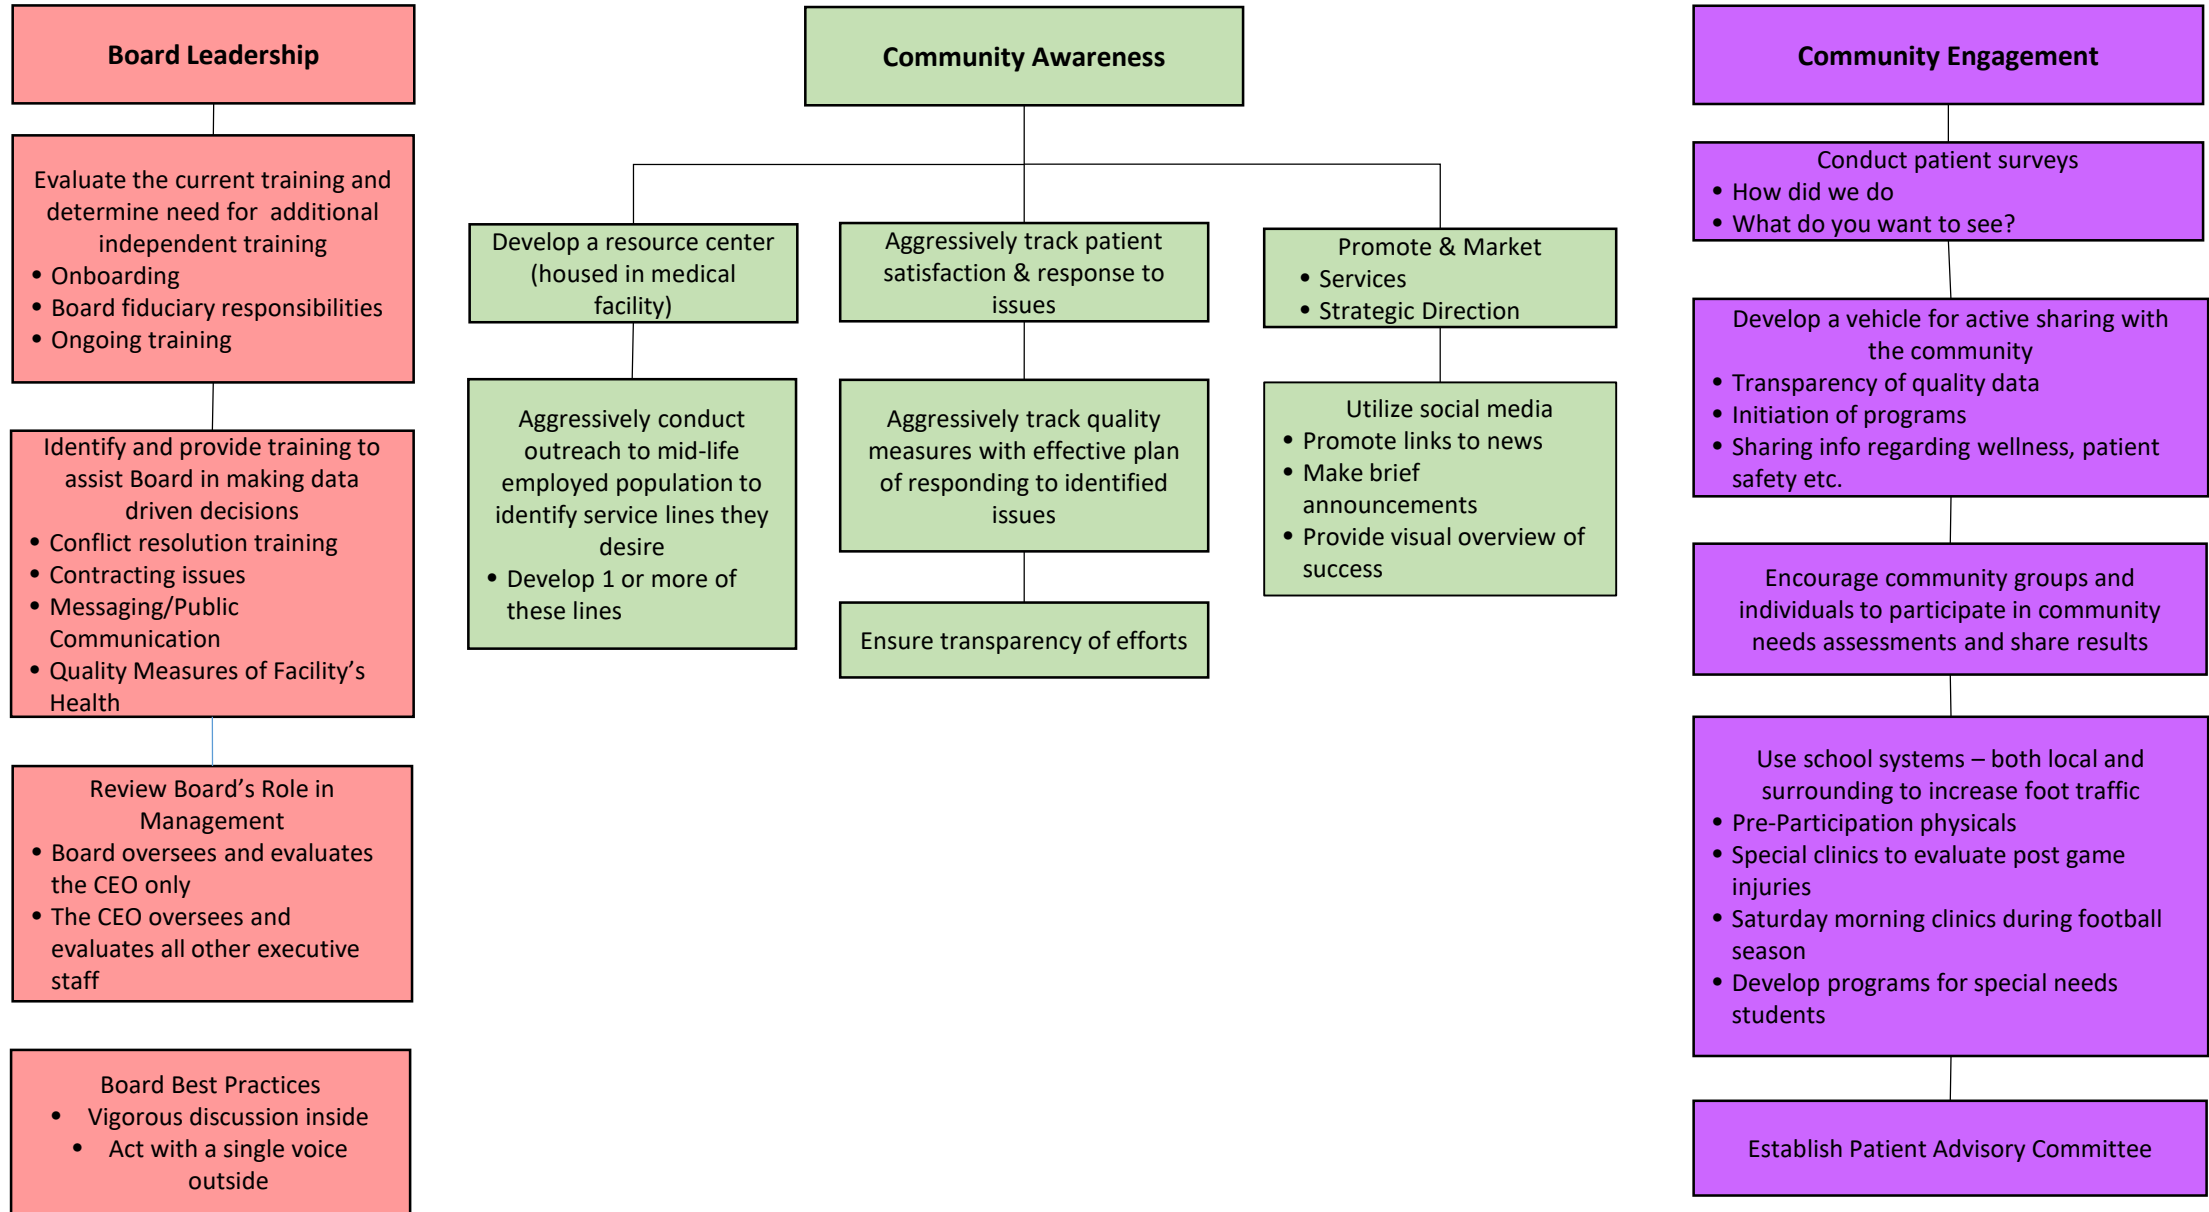 Board Leadership
Evaluate the current training and
determine need for  additional
independent training
• Onboarding
• Board fiduciary responsibilities
• Ongoing training
Identify and provide training to
assist Board in making data
driven decisions
• Conflict resolution training
• Contracting issues
• Messaging/Public
Communication
• Quality Measures of Facility’s
Health
Review Board’s Role in
Management
• Board oversees and evaluates
the CEO only
• The CEO oversees and
evaluates all other executive
staff
Board Best Practices
• Vigorous discussion inside
• Act with a single voice
outside
Community Awareness
Develop a resource center
(housed in medical
facility)
Aggressively conduct
outreach to mid-life
employed population to
identify service lines they
desire
• Develop 1 or more of
these lines
Aggressively track patient
satisfaction & response to
issues
Aggressively track quality
measures with effective plan
of responding to identified
issues
Ensure transparency of efforts
Promote & Market
• Services
• Strategic Direction
Utilize social media
• Promote links to news
• Make brief
announcements
• Provide visual overview of
success
Community Engagement
Conduct patient surveys
• How did we do
• What do you want to see?
Develop a vehicle for active sharing with
the community
• Transparency of quality data
• Initiation of programs
• Sharing info regarding wellness, patient
safety etc.
Encourage community groups and
individuals to participate in community
needs assessments and share results
Use school systems – both local and
surrounding to increase foot traffic
• Pre-Participation physicals
• Special clinics to evaluate post game
injuries
• Saturday morning clinics during football
season
• Develop programs for special needs
students
Establish Patient Advisory Committee